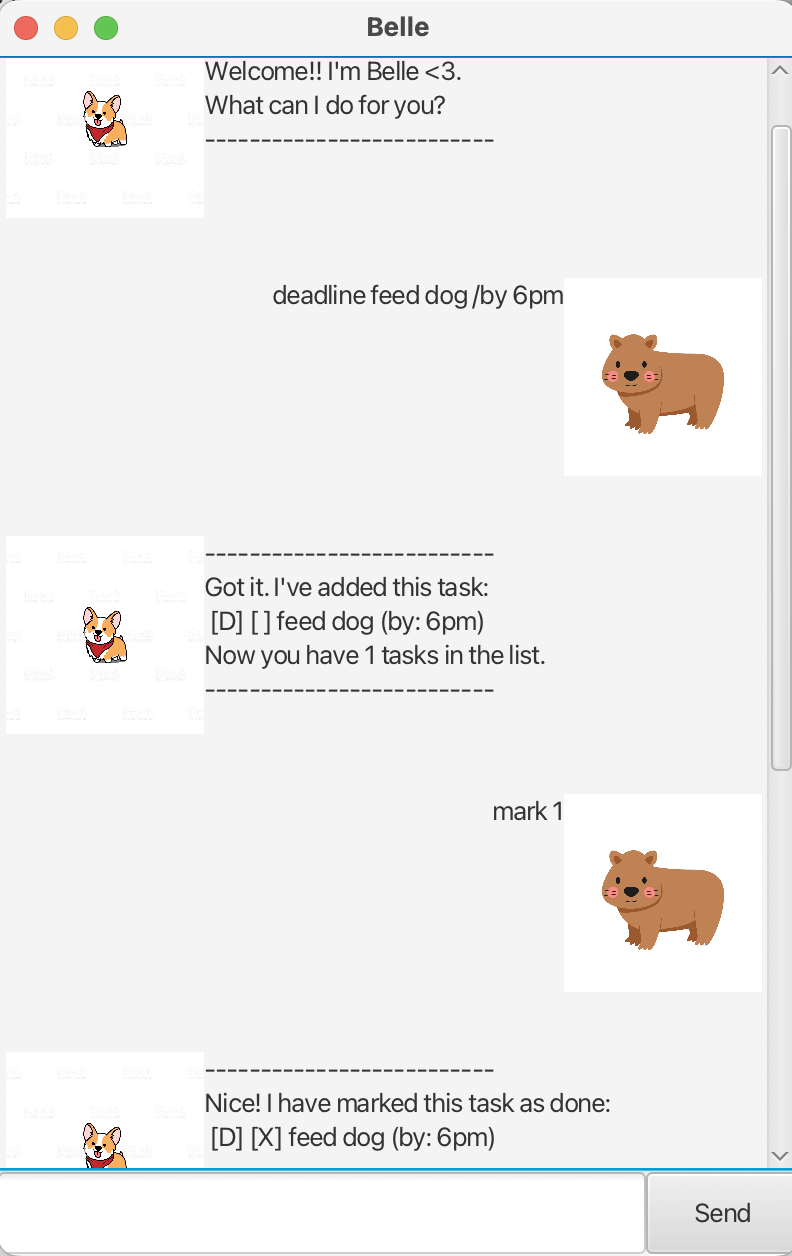 Belle
Welcome!! I'm Belle <3.
What can I do for you?
--------------------------
deadline feed dog /by 6pm
--------------------------
Got it. I've added this task:
[D] [ ] feed dog (by: 6pm)
Now you have 1 tasks in the list.
--------------------------
mark 1
--------------------------
Nice! I have marked this task as done:
[D] [X] feed dog (by: 6pm)
Send